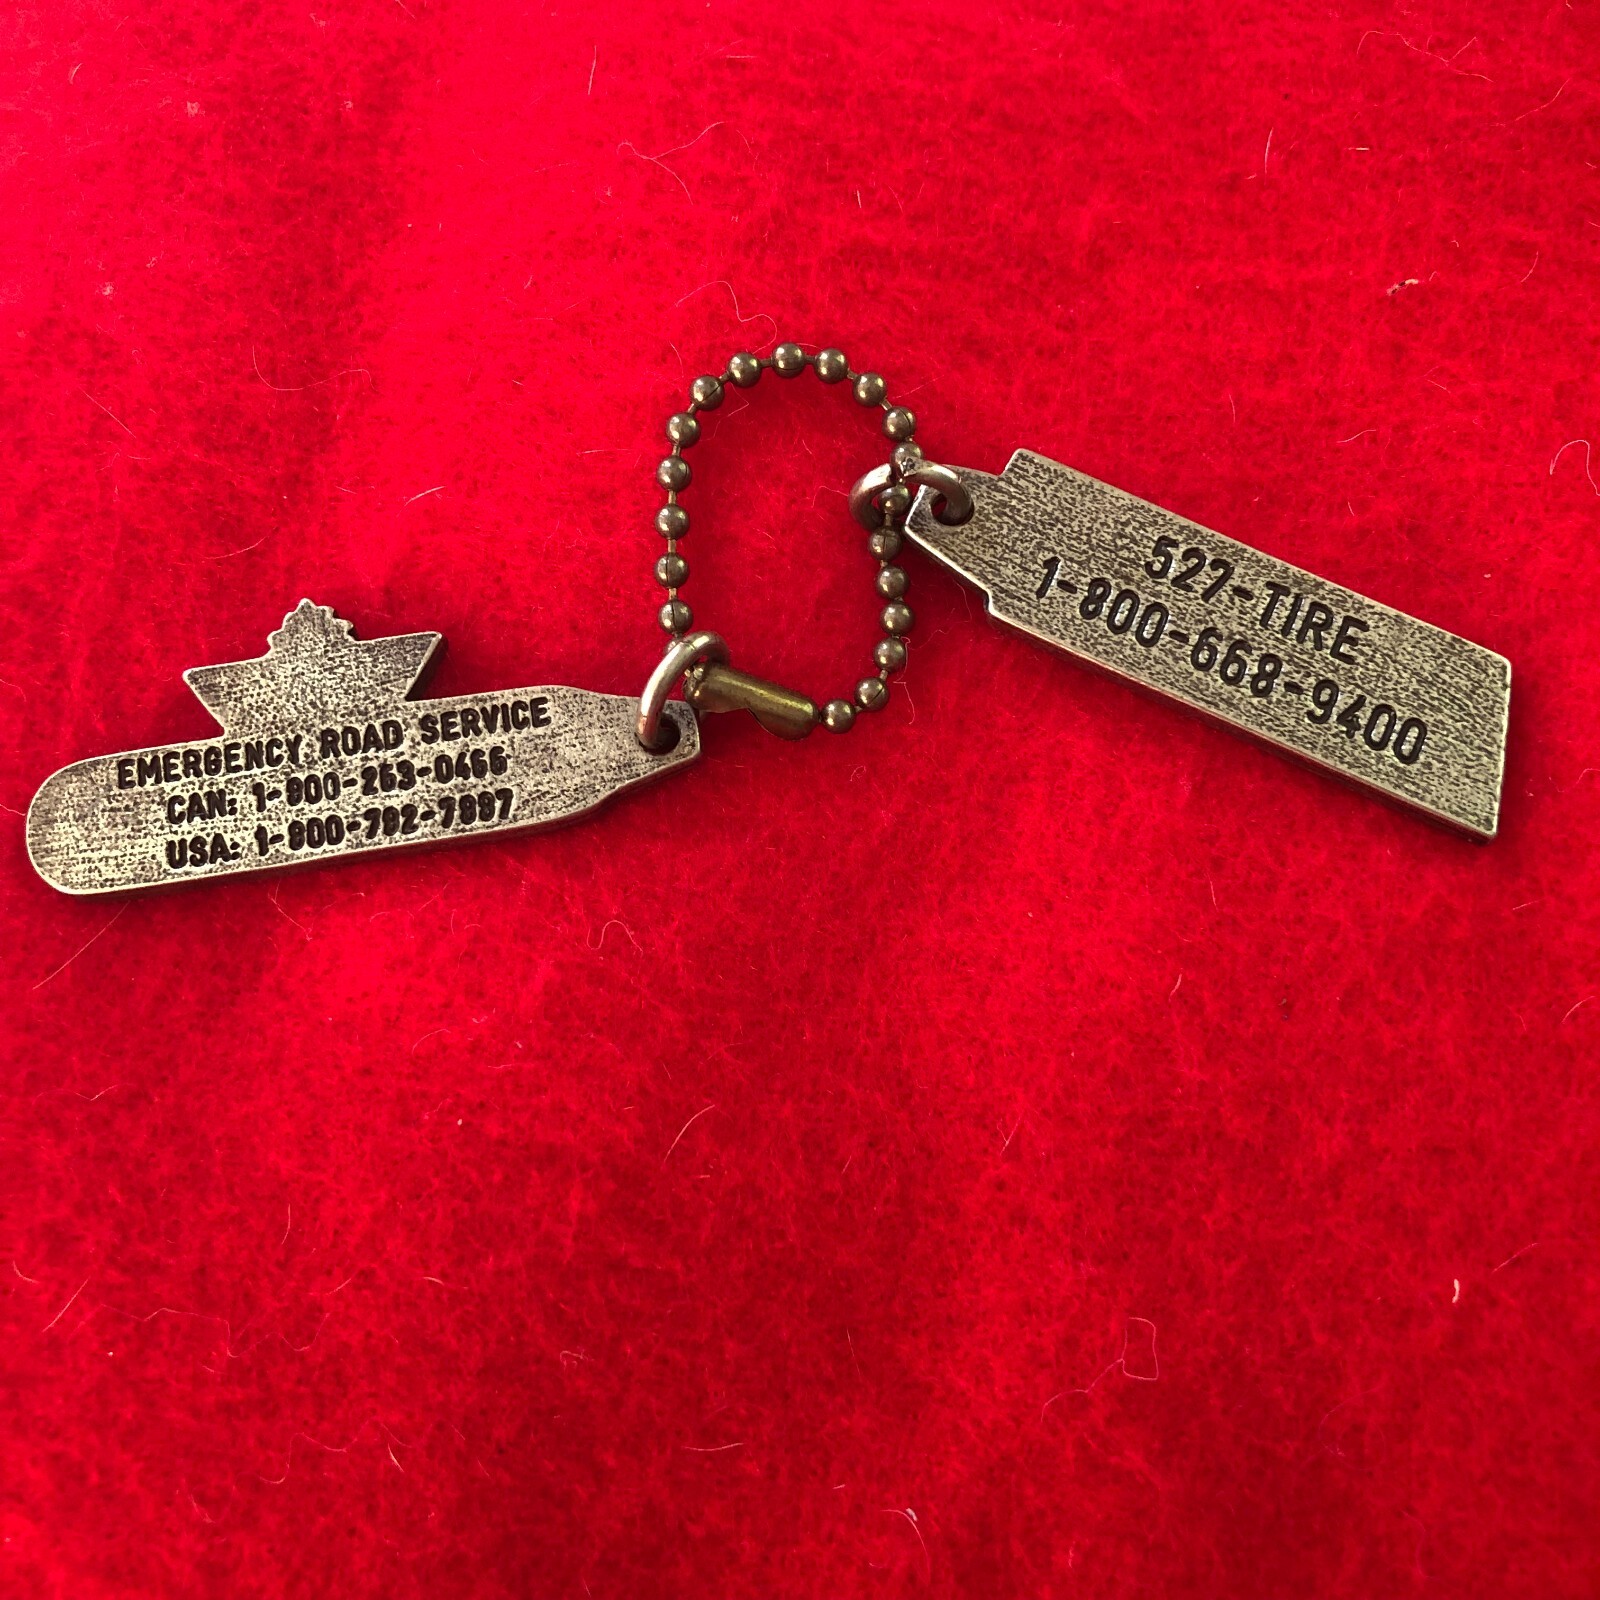 EMERGENCY ROAD SERVICE
CAN: 1-800-263-0466
USA: 1-800-792-7887
527-TIRE
1-800-668-9400